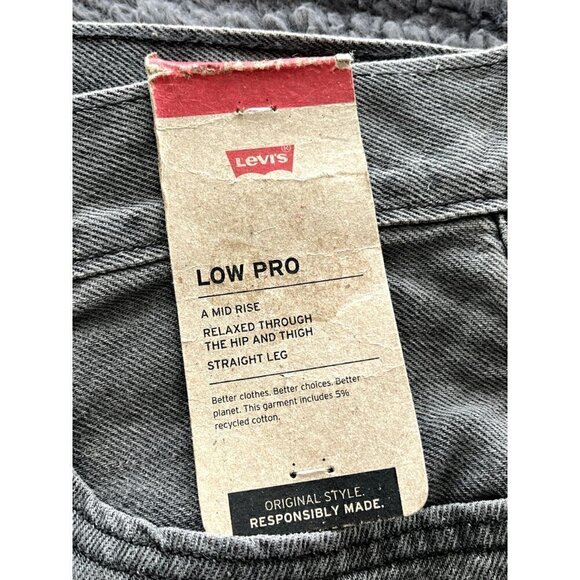 Levi's®
LOW PRO
A MID RISE
RELAXED THROUGH
THE HIP AND THIGH
STRAIGHT LEG
Better clothes. Better choices. Better
planet. This garment includes 5%
recycled cotton.
ORIGINAL STYLE.
RESPONSIBLY MADE.